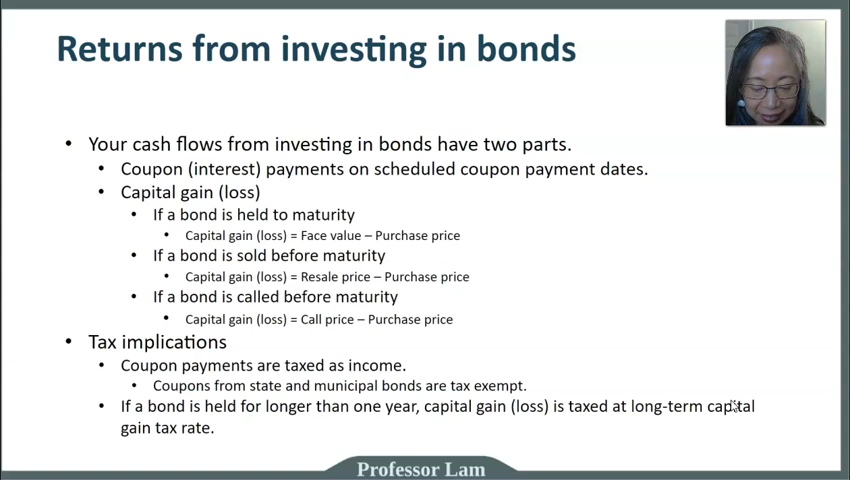 Returns from investing in bonds
• Your cash flows from investing in bonds have two parts.
• Coupon (interest) payments on scheduled coupon payment dates.
• Capital gain (loss)
• If a bond is held to maturity
• Capital gain (loss) = Face value – Purchase price
• If a bond is sold before maturity
• Capital gain (loss) = Resale price – Purchase price
• If a bond is called before maturity
• Capital gain (loss) = Call price – Purchase price
• Tax implications
• Coupon payments are taxed as income.
• Coupons from state and municipal bonds are tax exempt.
• If a bond is held for longer than one year, capital gain (loss) is taxed at long-term capital
gain tax rate.
Professor Lam